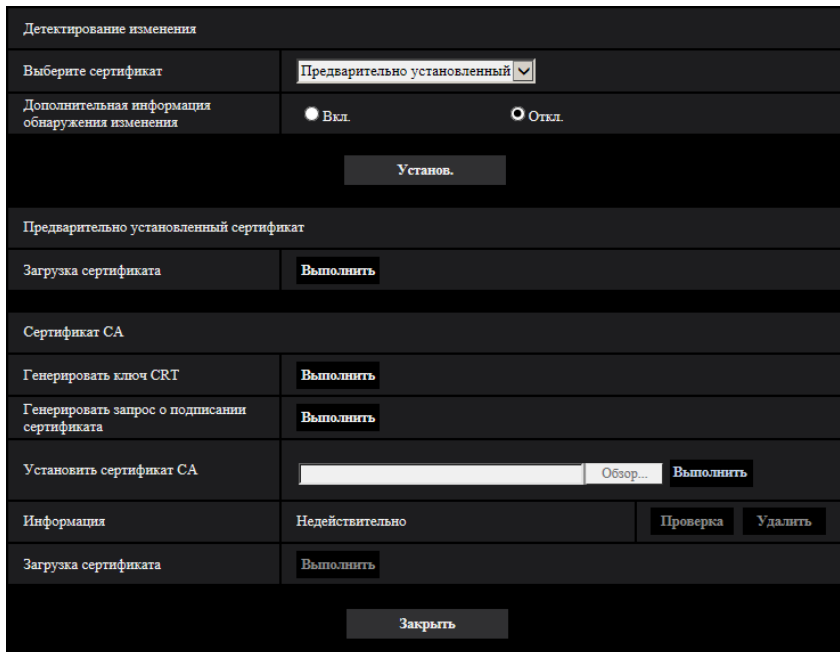 Детектирование изменения
Выберите сертификат
Предварительно установленный
Дополнительная информация
обнаружения изменения
Вкл.
Откл.
Установ.
Предварительно установленный сертификат
Загрузка сертификата
Выполнить
Сертификат CA
Генерировать ключ CRT
Выполнить
Генерировать запрос о подписании
сертификата
Выполнить
Установить сертификат CA
Обзор...
Выполнить
Информация
Недействительно
Проверка
Удалить
Загрузка сертификата
Выполнить
Закрыть